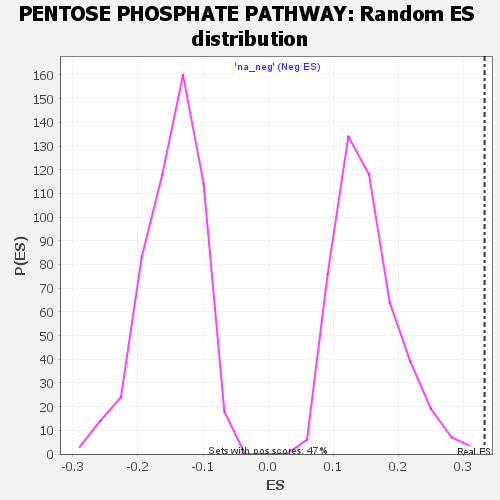 PENTOSE PHOSPHATE PATHWAY: Random ES
distribution
'na_neg' (Neg ES)
160
150
140
130
120
110
100
90
80
70
60
50
40
30
20
10
0
P(ES)
Sets with pos scores: 47%
Real ES
-0.3 -0.2 -0.1 0.0 0.1 0.2 0.3
ES